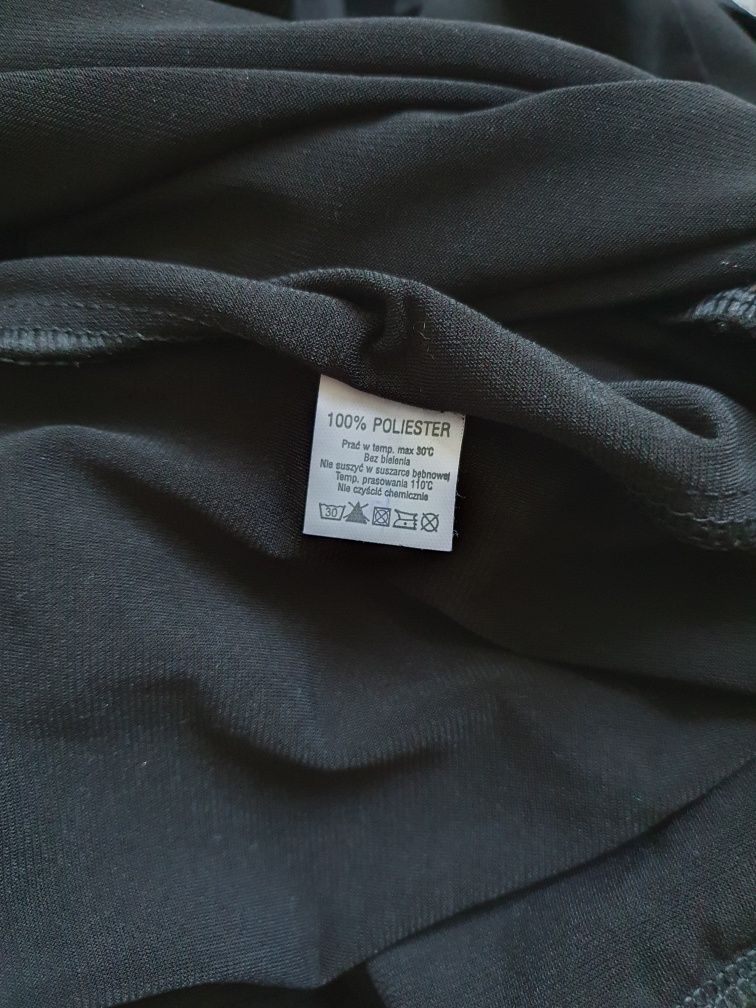 100% POLIESTER
Prać w temp. max 30°C
Bez bielenia
Nie suszyć w suszarce bębnowej
Temp. prasowania 110°C
Nie czyścić chemicznie
30